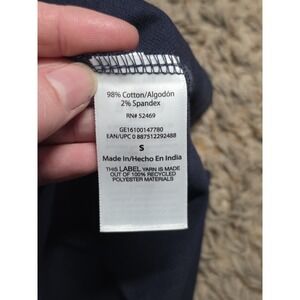 98% Cotton/Algodón
2% Spandex
RN# 52469
GE16100147780
EAN/UPC 0 887512292488
S
Made In/Hecho En India
THIS LABEL YARN IS MADE
OUT OF 100% RECYCLED
POLYESTER MATERIALS